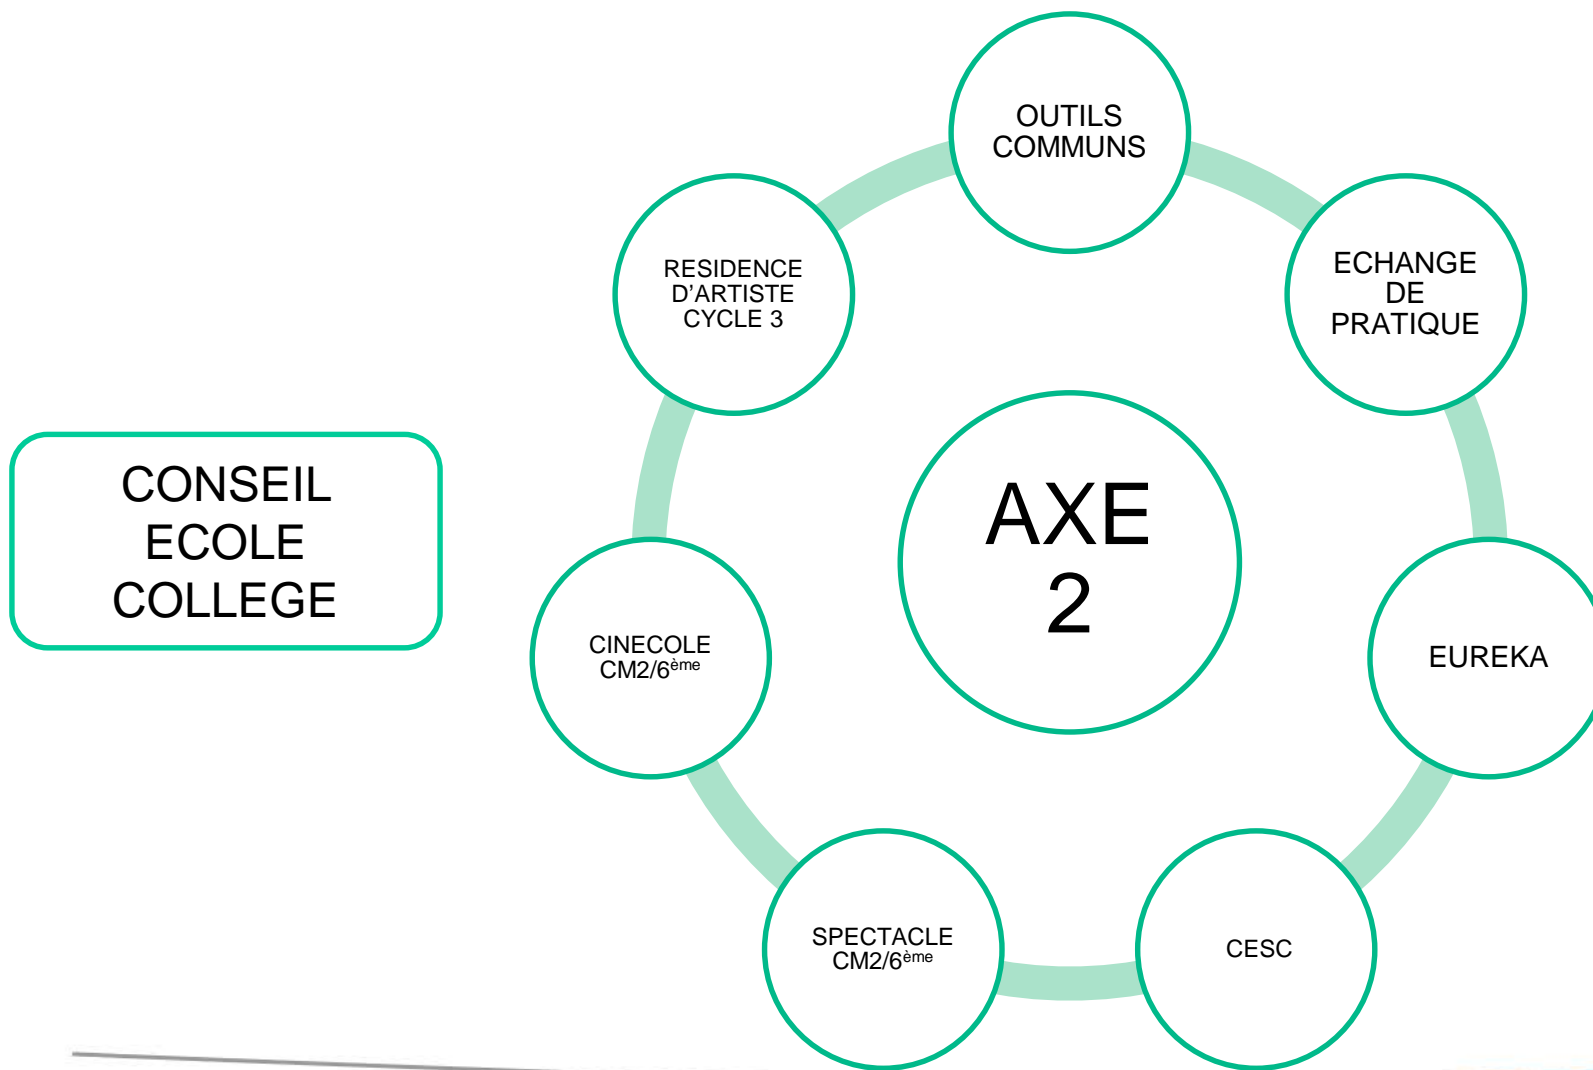 CONSEIL
ECOLE
COLLEGE
AXE
2
OUTILS
COMMUNS
ECHANGE
DE
PRATIQUE
EUREKA
CESC
SPECTACLE
CM2/6ème
CINECOLE
CM2/6ème
RESIDENCE
D'ARTISTE
CYCLE 3